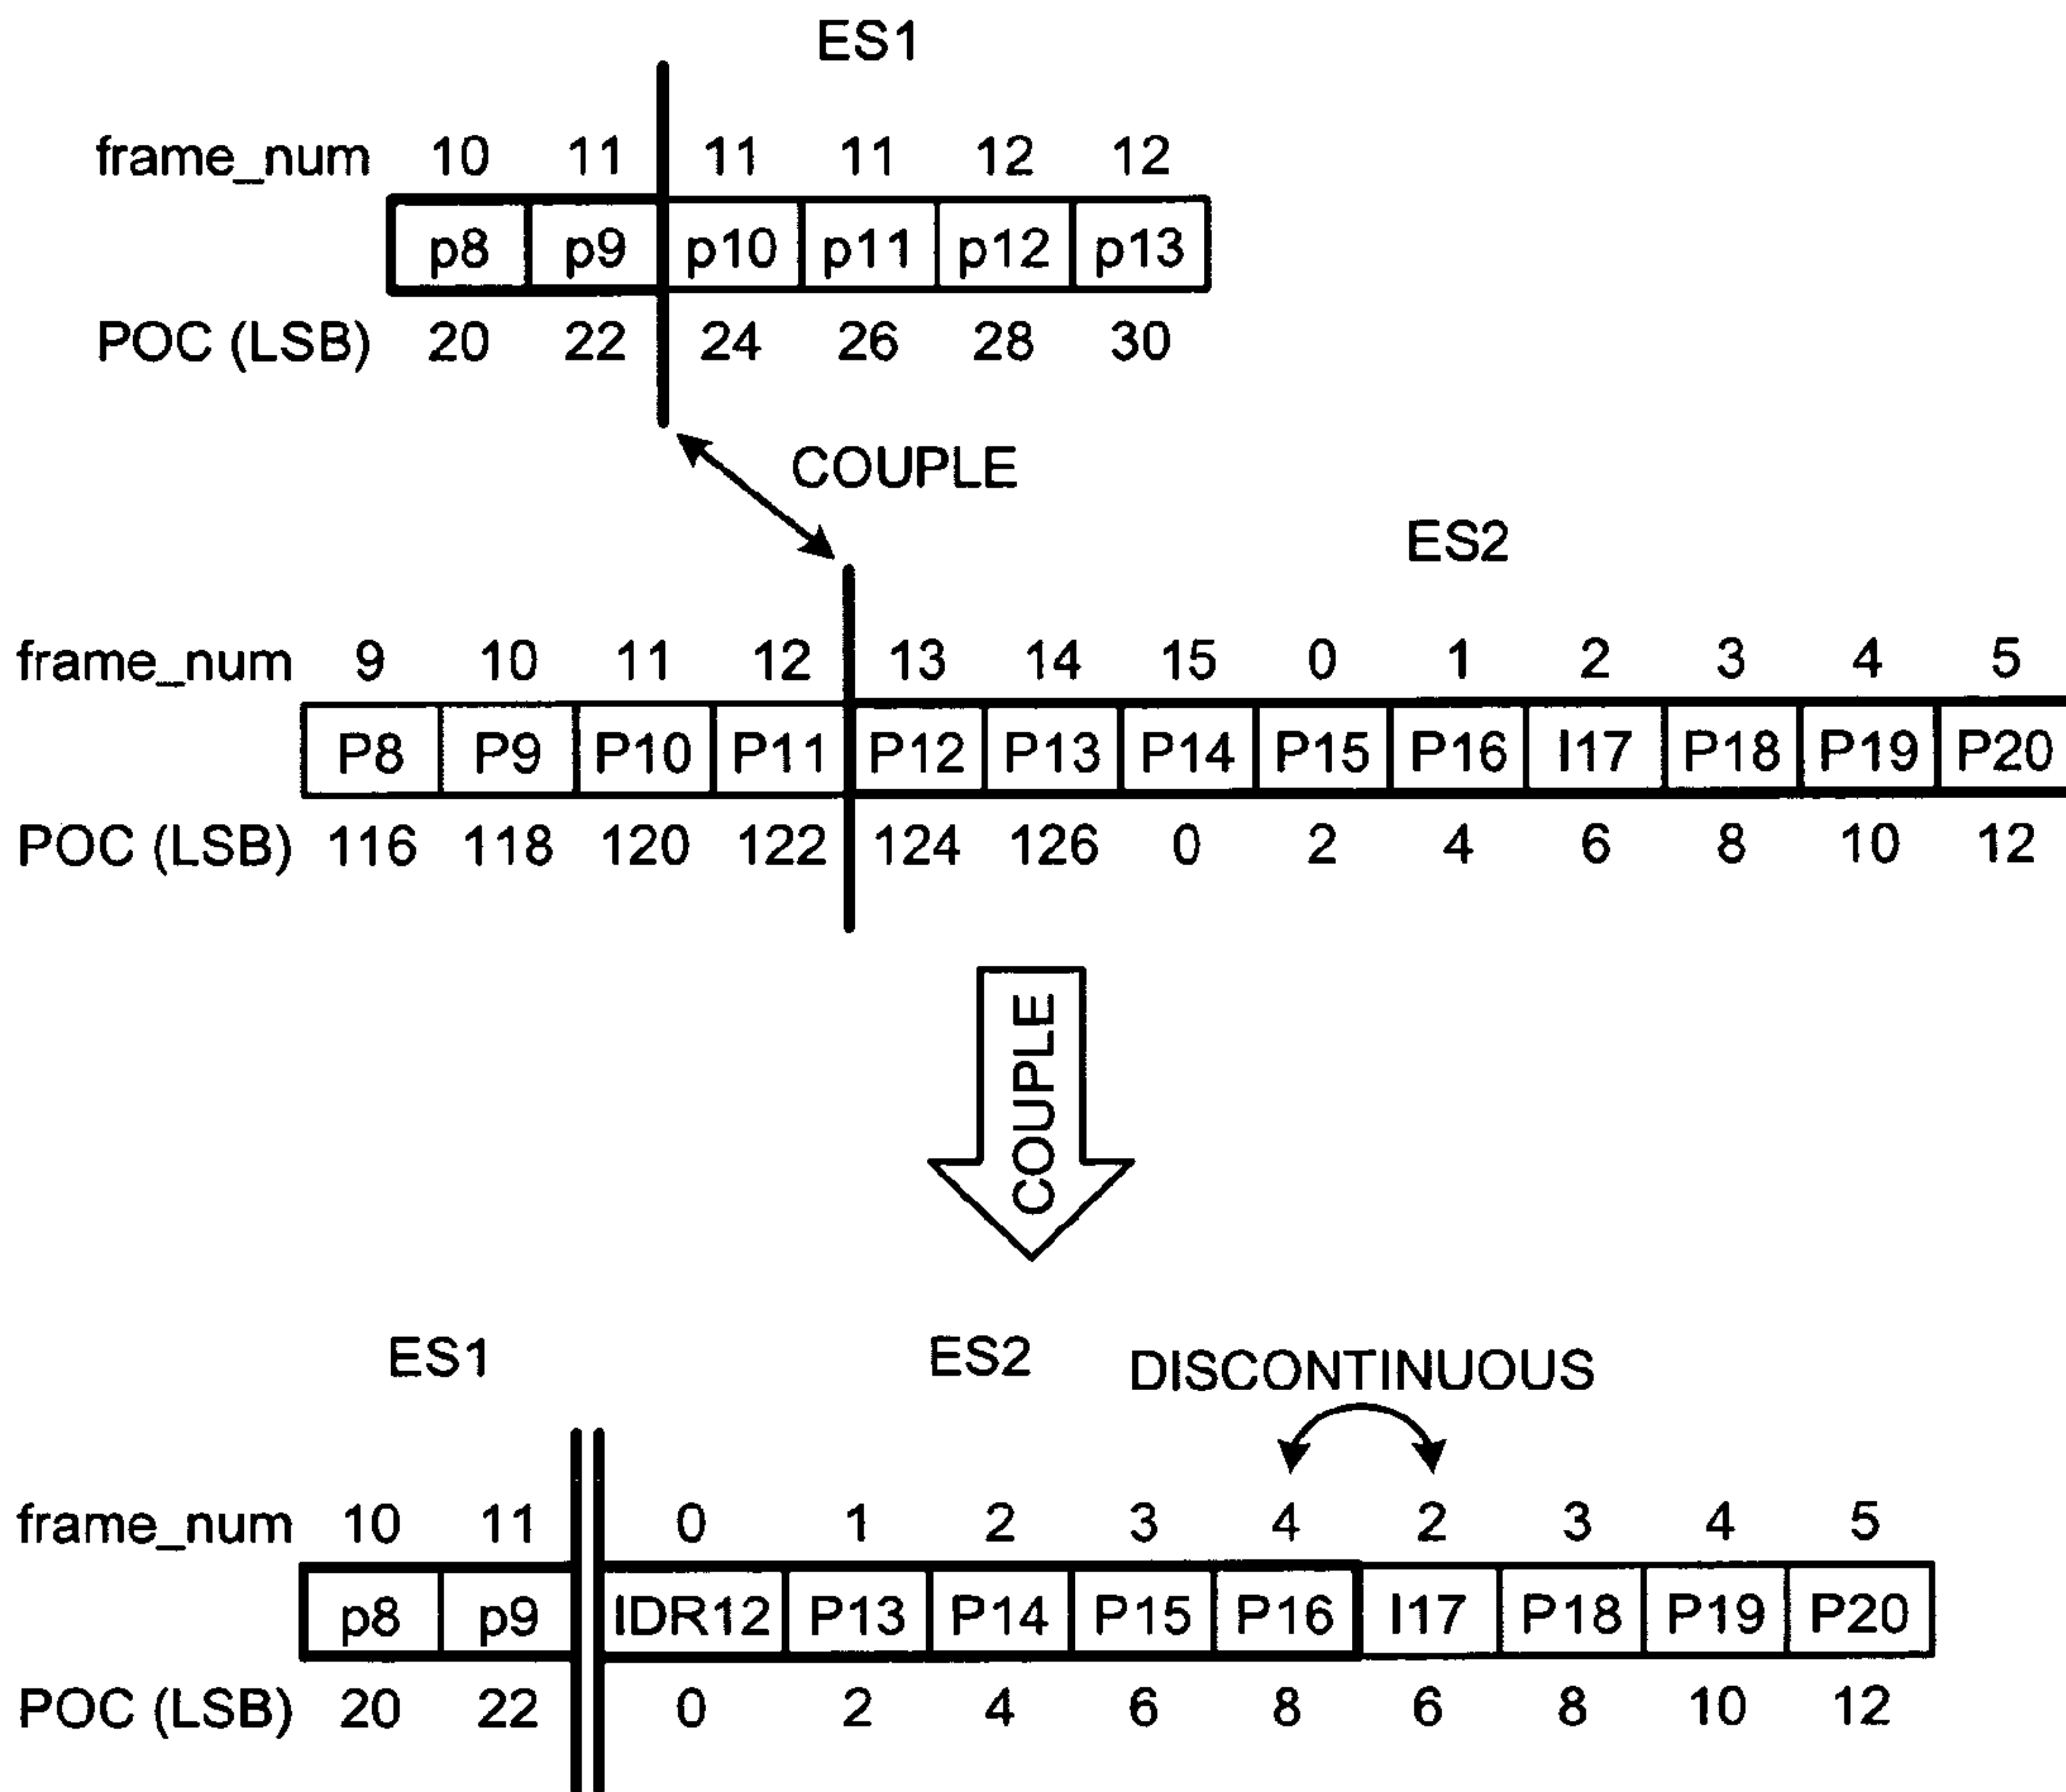 ES1
frame_num 10 11 11 11 12 12
p8 p9 p10 p11 p12 p13
POC (LSB) 20 22 24 26 28 30
COUPLE
ES2
frame_num 9 10 11 12 13 14 15 0 1 2 3 4 5
P8 P9 P10 P11 P12 P13 P14 P15 P16 I17 P18 P19 P20
POC (LSB) 116 118 120 122 124 126 0 2 4 6 8 10 12
COUPLE
ES1 ES2 DISCONTINUOUS
frame_num 10 11 0 1 2 3 4 2 3 4 5
p8 p9 IDR12 P13 P14 P15 P16 I17 P18 P19 P20
POC (LSB) 20 22 0 2 4 6 8 6 8 10 12